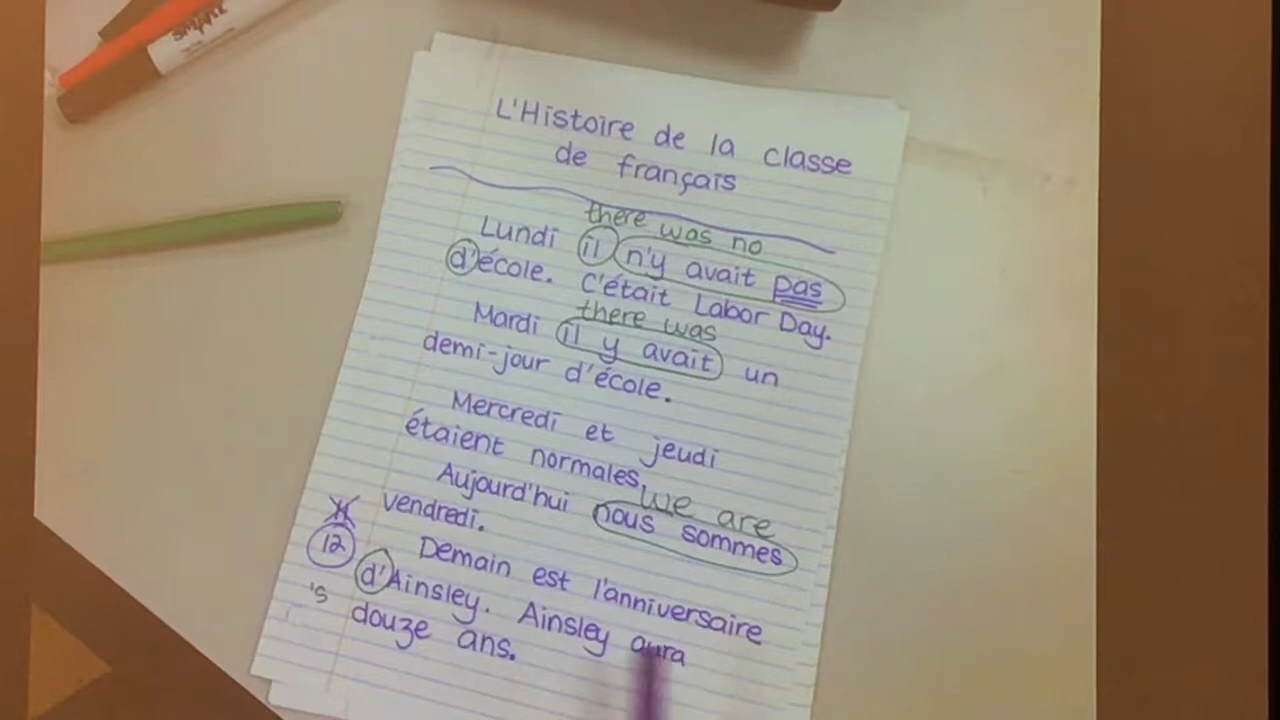 smart
L'Histoire de la classe
de français
there was no
Lundi il n'y avait pas
d'école. C'était Labor Day.
there was
Mardi il y avait un
demi-jour d'école.
Mercredi et jeudi
étaient normales.
we are
Aujourd'hui nous sommes
vendredi.
12
Demain est l'anniversaire
d'Ainsley. Ainsley aura
's
douze ans.